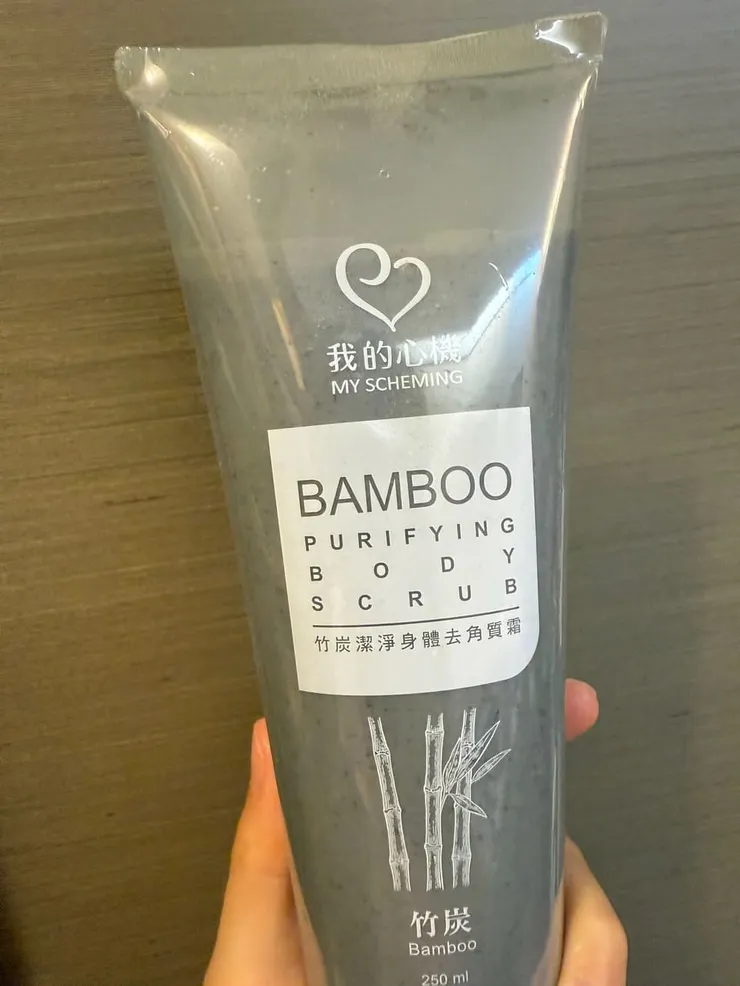 我的心機
MY SCHEMING
BAMBOO
PURIFYING
BODY
SCRUB
竹炭潔淨身體去角質霜
竹炭
Bamboo
250 ml